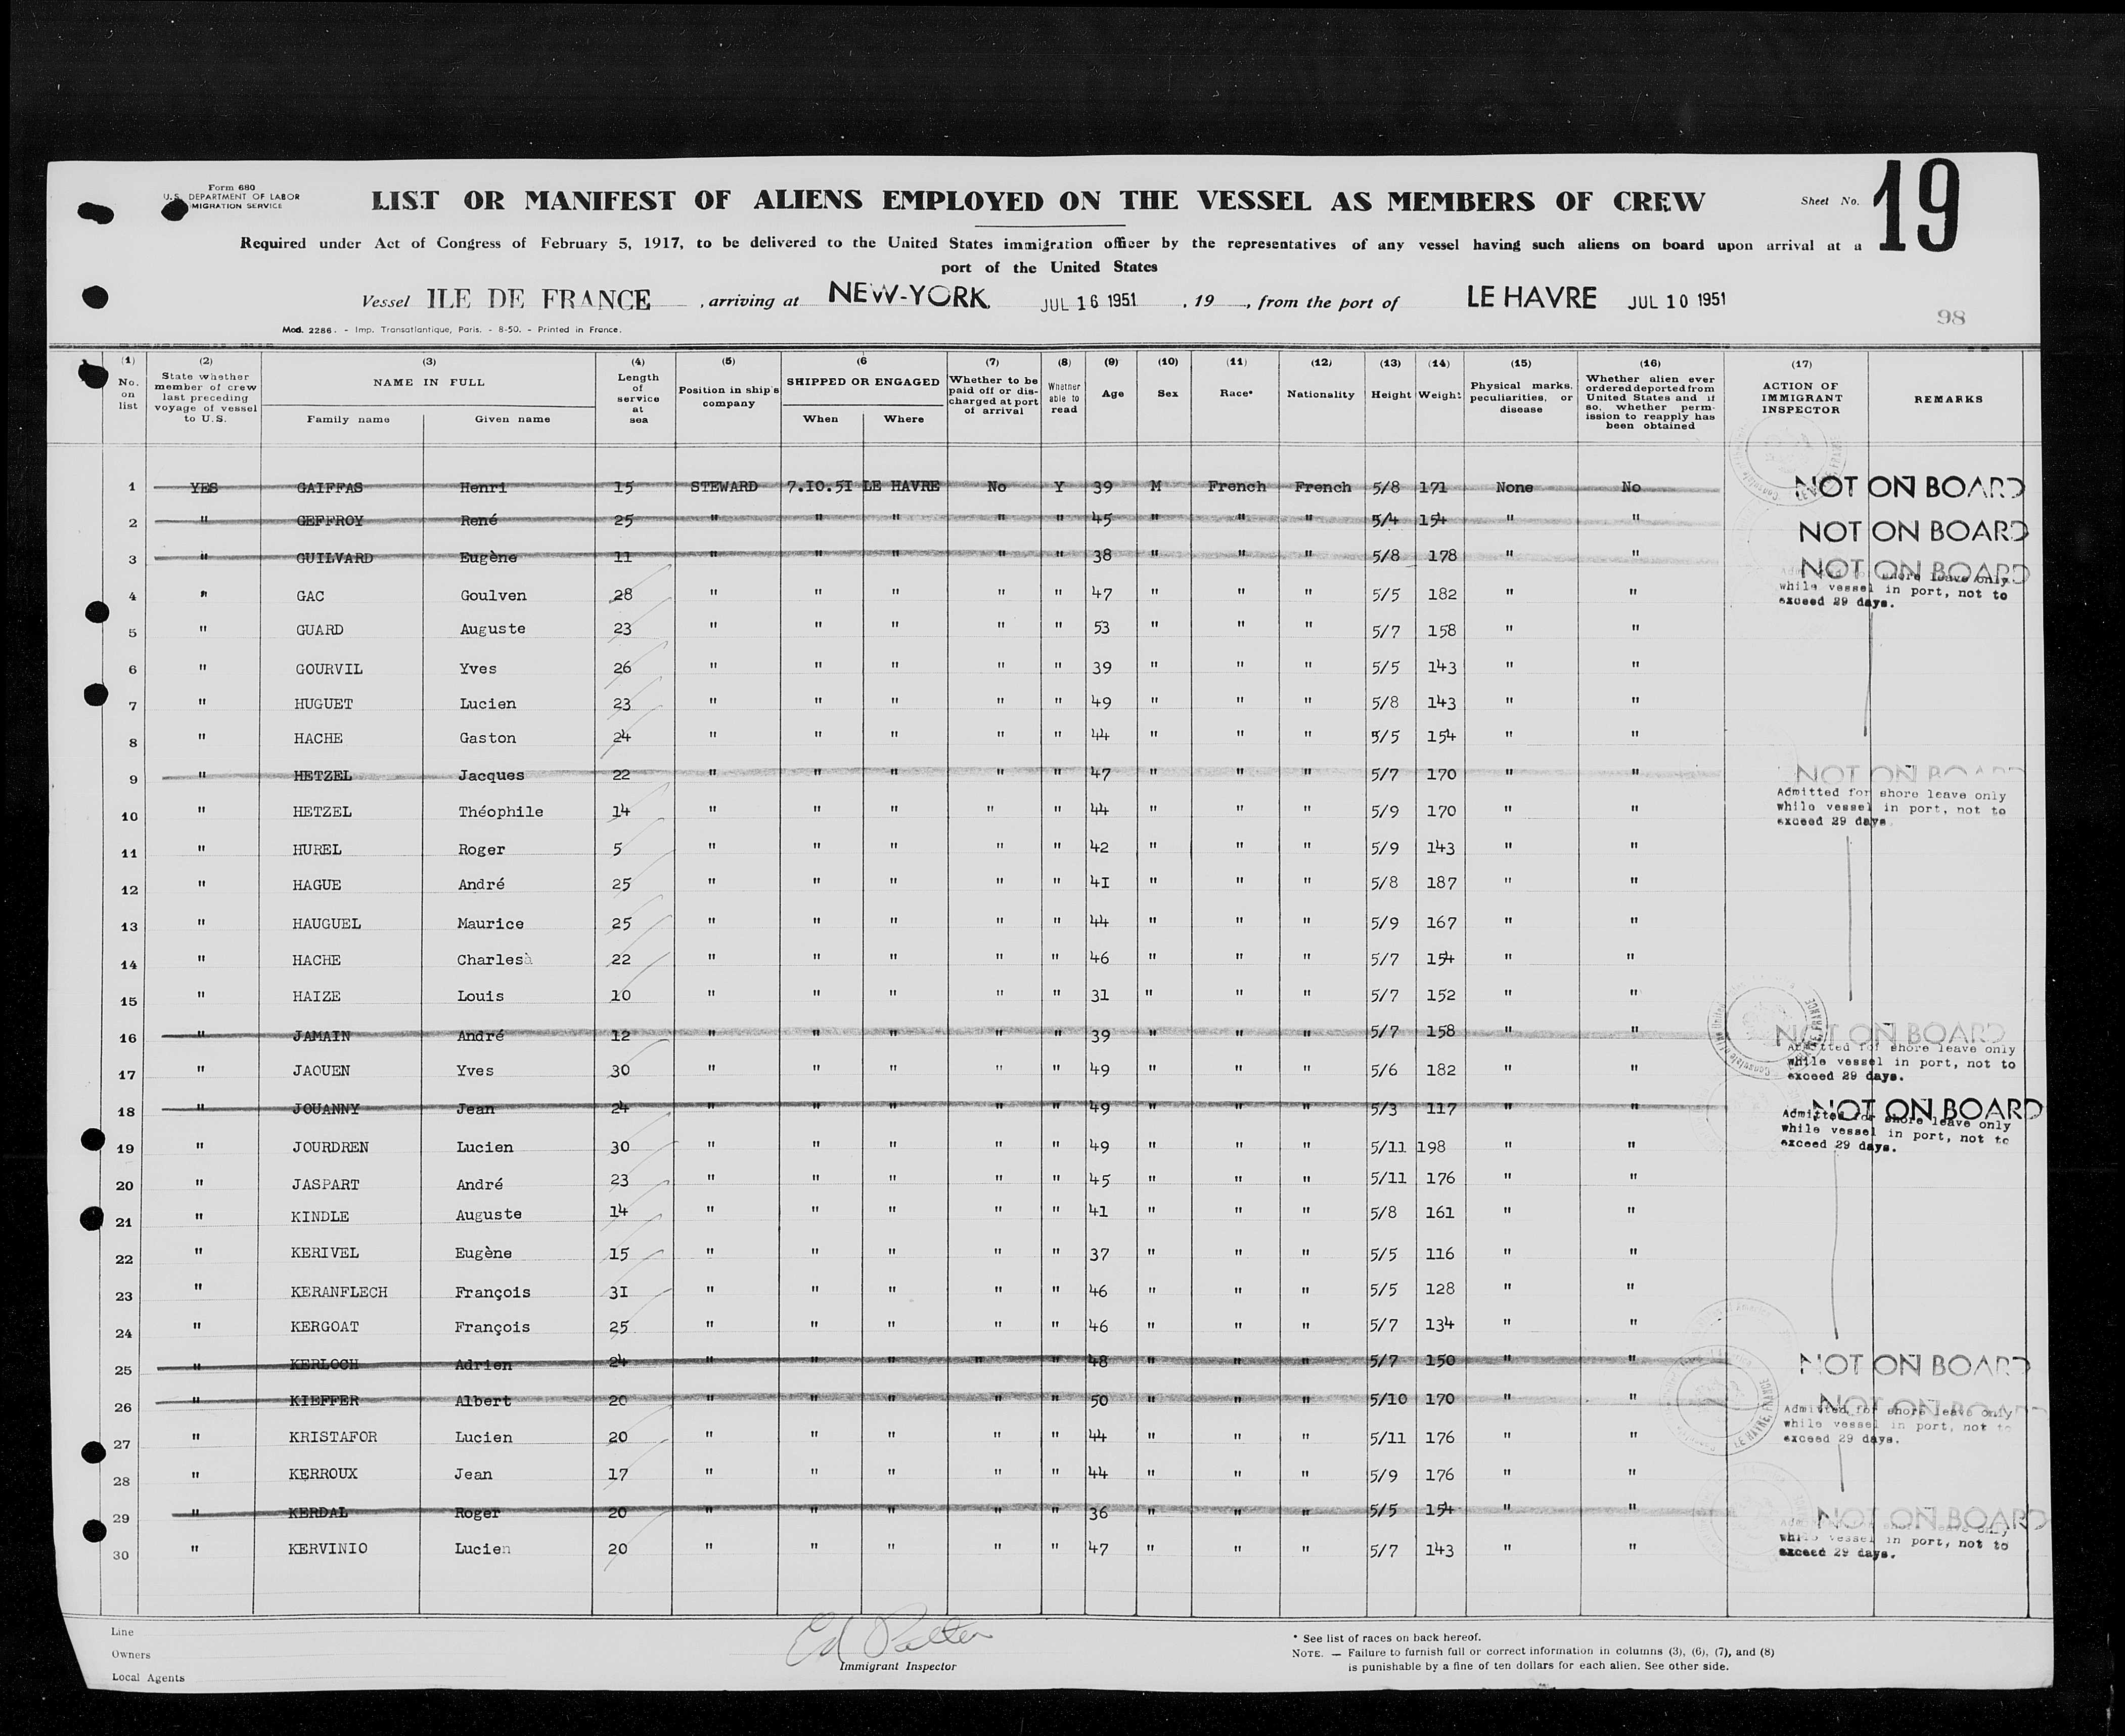 Form 680
U.S. DEPARTMENT OF LABOR
MIGRATION SERVICE
LIST OR MANIFEST OF ALIENS EMPLOYED ON THE VESSEL AS MEMBERS OF CREW
Sheet No. 19
Required under Act of Congress of February 5, 1917, to be delivered to the United States immigration officer by the representatives of any vessel having such aliens on board upon arrival at a
port of the United States
Vessel ILE DE FRANCE , arriving at NEW-YORK, JUL 16 1951 , 19 , from the port of LE HAVRE JUL 10 1951
98
Mod. 2286. - Imp. Transatlantique, Paris. - 8-50. - Printed in France.
(1) No. on list
(2) State whether member of crew last preceding voyage of vessel to U.S.
(3) NAME IN FULL Family name Given name
(4) Length of service at sea
(5) Position in ship's company
(6 SHIPPED OR ENGAGED When Where
(7) Whether to be paid off or discharged at port of arrival
(8) Whether able to read
(9) Age
(10) Sex
(11) Race*
(12) Nationality
(13) Height
(14) Weight
(15) Physical marks, peculiarities, or disease
(16) Whether alien ever ordered deported from United States and if so, whether permission to reapply has been obtained
(17) ACTION OF IMMIGRANT INSPECTOR
REMARKS
1 YES GAIFFAS Henri 15 STEWARD 7.10.51 LE HAVRE No Y 39 M French French 5/8 171 None No NOT ON BOARD
2 " GEFFROY René 25 " " " " " 45 " " " 5/4 154 " " NOT ON BOARD
3 " GUILVARD Eugène 11 " " " " " 38 " " " 5/8 178 " " NOT ON BOARD
4 " GAC Goulven 28 " " " " " 47 " " " 5/5 182 " " Admitted for shore leave only while vessel in port, not to exceed 29 days.
5 " GUARD Auguste 23 " " " " " 53 " " " 5/7 158 " "
6 " GOURVIL Yves 26 " " " " " 39 " " " 5/5 143 " "
7 " HUGUET Lucien 23 " " " " " 49 " " " 5/8 143 " "
8 " HACHE Gaston 24 " " " " " 44 " " " 5/5 154 " "
9 " HETZEL Jacques 22 " " " " " 47 " " " 5/7 170 " " NOT ON BOARD
10 " HETZEL Théophile 14 " " " " " 44 " " " 5/9 170 " " Admitted for shore leave only while vessel in port, not to exceed 29 days
11 " HUREL Roger 5 " " " " " 42 " " " 5/9 143 " "
12 " HAGUE André 25 " " " " " 41 " " " 5/8 187 " "
13 " HAUGUEL Maurice 25 " " " " " 44 " " " 5/9 167 " "
14 " HACHE Charles 22 " " " " " 46 " " " 5/7 154 " "
15 " HAIZE Louis 10 " " " " " 31 " " " 5/7 152 " "
16 " JAMAIN André 12 " " " " " 39 " " " 5/7 158 " " NOT ON BOARD
17 " JAOUEN Yves 30 " " " " " 49 " " " 5/6 182 " " Admitted for shore leave only while vessel in port, not to exceed 29 days.
18 " JOUANNY Jean 24 " " " " " 49 " " " 5/3 117 " " NOT ON BOARD
19 " JOURDREN Lucien 30 " " " " " 49 " " " 5/11 198 " " Admitted for shore leave only while vessel in port, not to exceed 29 days.
20 " JASPART André 23 " " " " " 45 " " " 5/11 176 " "
21 " KINDLE Auguste 14 " " " " " 41 " " " 5/8 161 " "
22 " KERIVEL Eugène 15 " " " " " 37 " " " 5/5 116 " "
23 " KERANFLECH François 31 " " " " " 46 " " " 5/5 128 " "
24 " KERGOAT François 25 " " " " " 46 " " " 5/7 134 " "
25 " KERLOCH Adrien 24 " " " " " 48 " " " 5/7 150 " " NOT ON BOARD
26 " KIEFFER Albert 20 " " " " " 50 " " " 5/10 170 " " NOT ON BOARD
27 " KRISTAFOR Lucien 20 " " " " " 44 " " " 5/11 176 " " Admitted for shore leave only while vessel in port, not to exceed 29 days.
28 " KERROUX Jean 17 " " " " " 44 " " " 5/9 176 " "
29 " KERDAL Roger 20 " " " " " 36 " " " 5/5 154 " " NOT ON BOARD
30 " KERVINIO Lucien 20 " " " " " 47 " " " 5/7 143 " " while vessel in port, not to exceed 29 days.
Line
Owners
Local Agents
Immigrant Inspector
* See list of races on back hereof.
NOTE. — Failure to furnish full or correct information in columns (3), (6), (7), and (8)
is punishable by a fine of ten dollars for each alien. See other side.